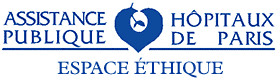 ASSISTANCE
PUBLIQUE
HÔPITAUX
DE PARIS
ESPACE ÉTHIQUE